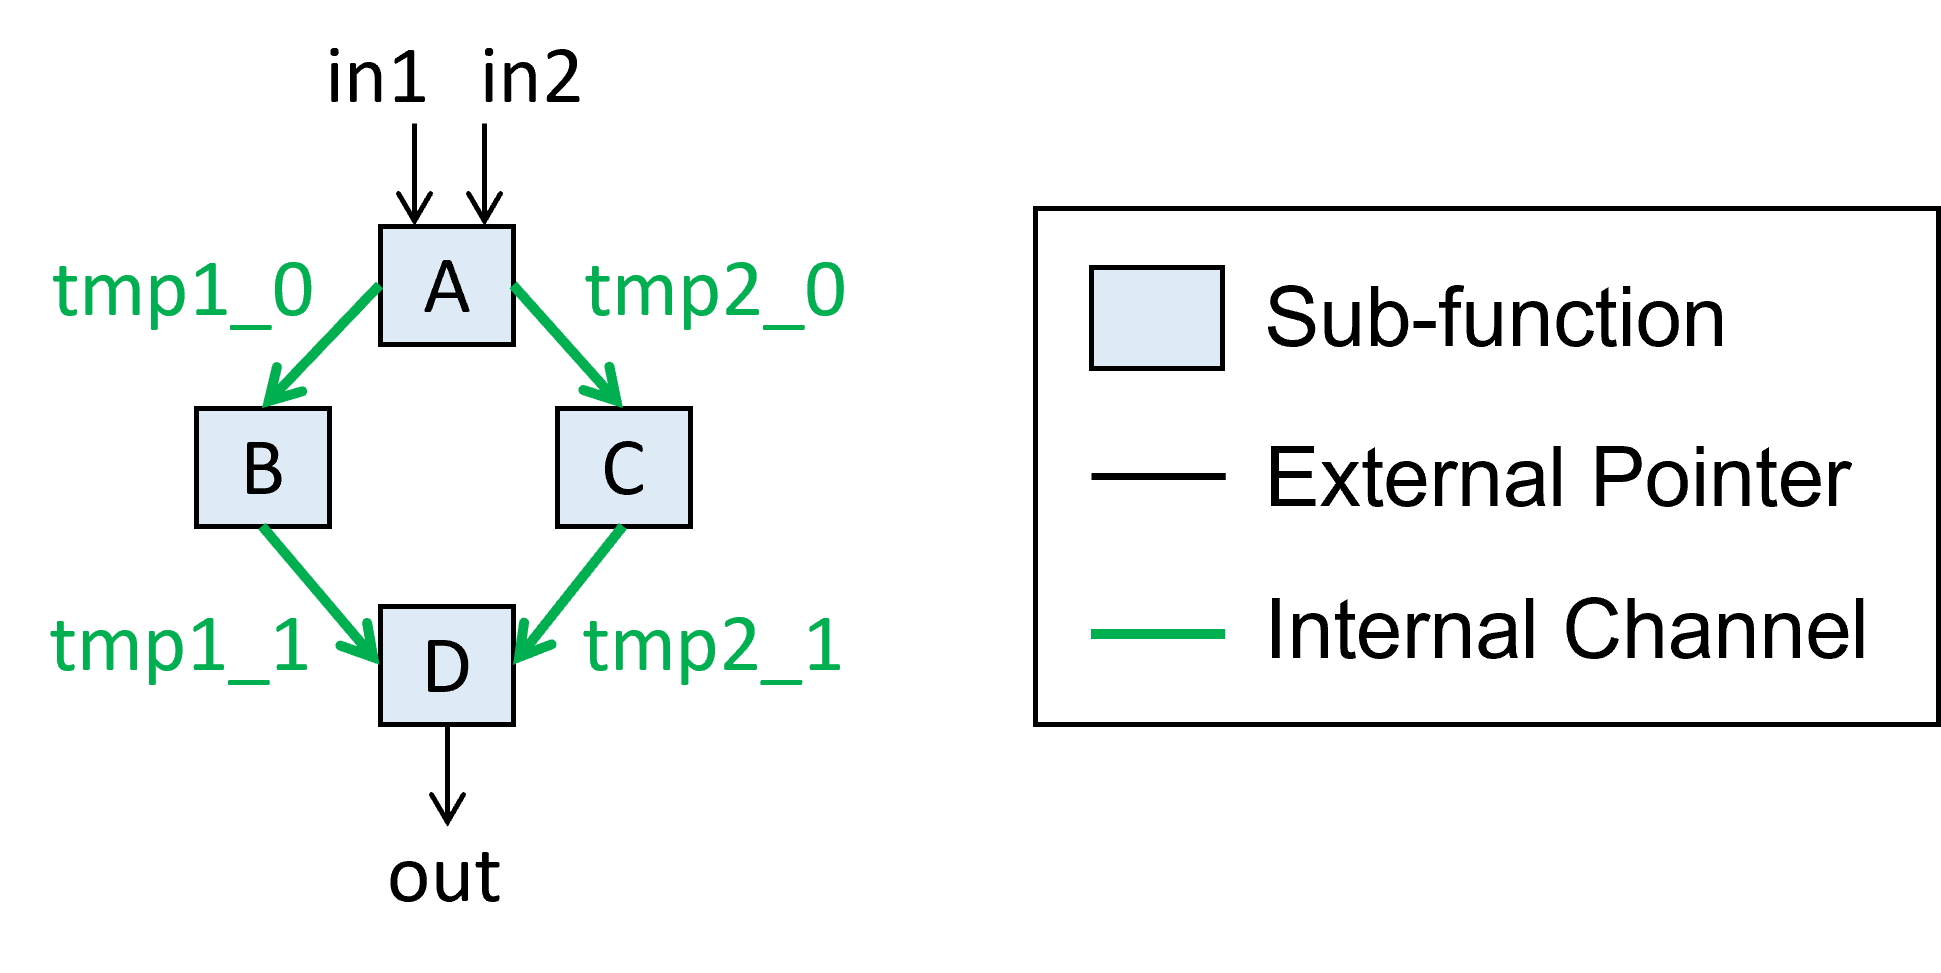 in1 in2
A
tmp1_0 tmp2_0
B C
tmp1_1 tmp2_1
D
out
Sub-function
External Pointer
Internal Channel